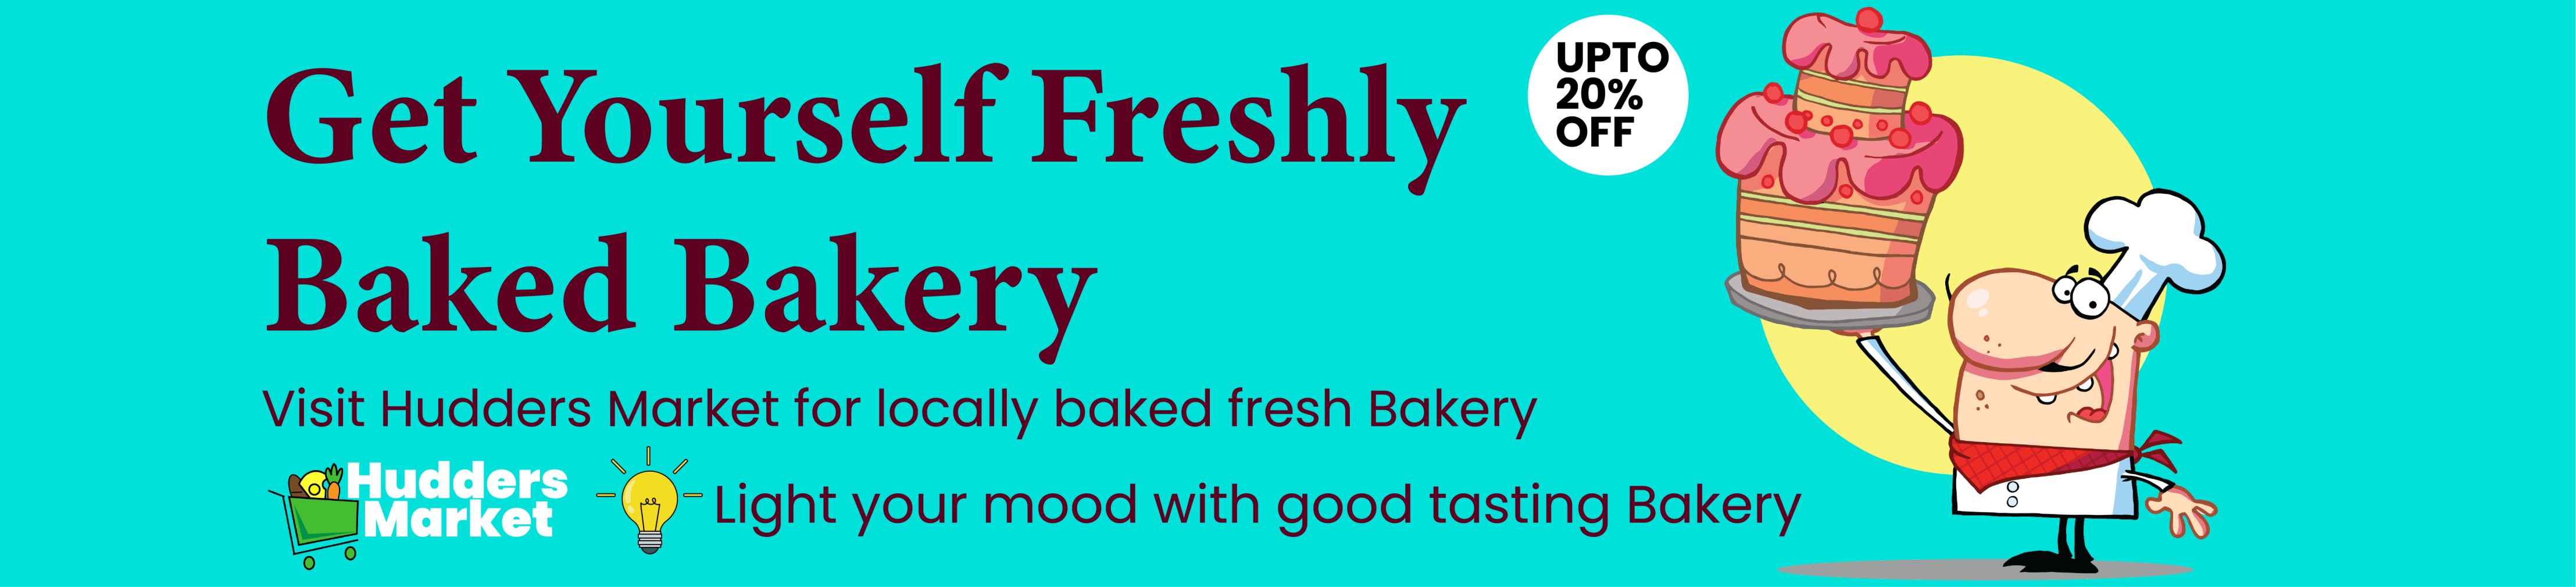 Get Yourself Freshly
Baked Bakery
UPTO
20%
OFF
Visit Hudders Market for locally baked fresh Bakery
Hudders
Market
Light your mood with good tasting Bakery